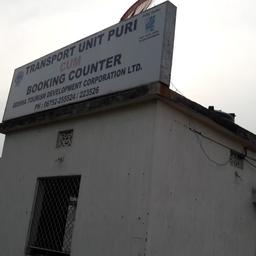 TRANSPORT UNIT PURI
CUM
BOOKING COUNTER
ODISHA TOURISM DEVELOPMENT CORPORATION LTD.
PH : 06752-255524 / 223526